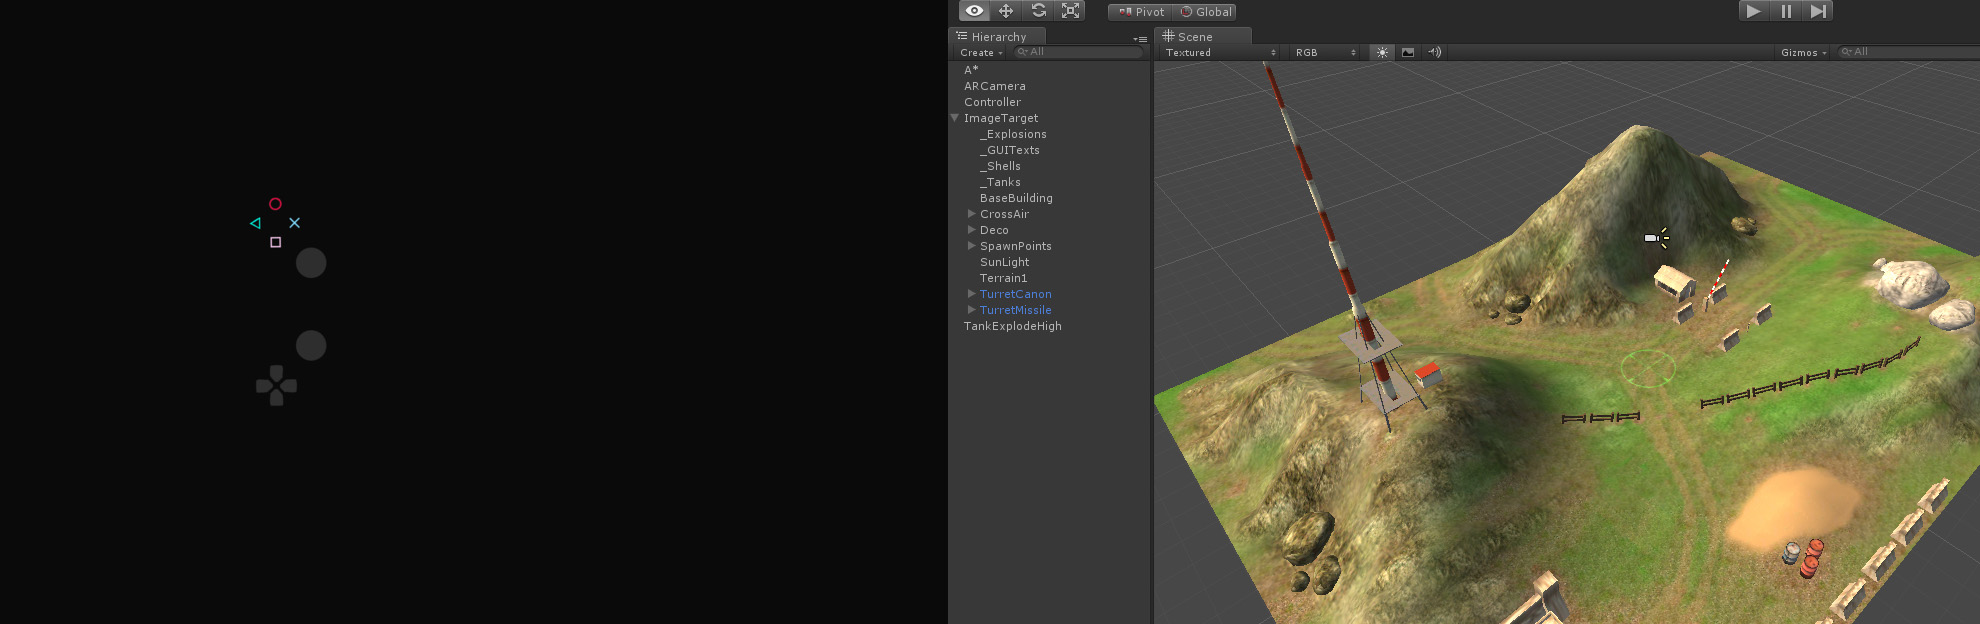 Pivot Global
Hierarchy
Create All
A*
ARCamera
Controller
ImageTarget
_Explosions
_GUITexts
_Shells
_Tanks
BaseBuilding
CrossAir
Deco
SpawnPoints
SunLight
Terrain1
TurretCanon
TurretMissile
TankExplodeHigh
Scene
Textured RGB Gizmos All